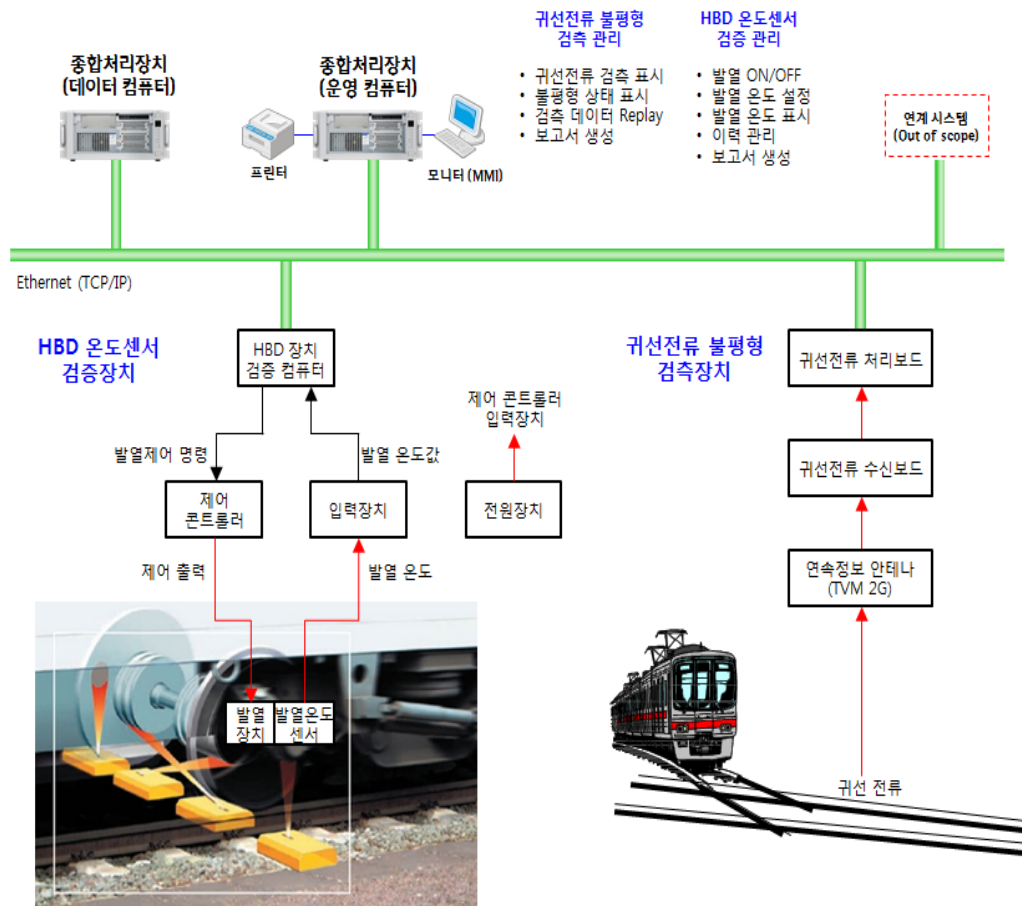 귀선전류 불평형
검측 관리
• 귀선전류 검측 표시
• 불평형 상태 표시
• 검측 데이터 Replay
• 보고서 생성
HBD 온도센서
검증 관리
• 발열 ON/OFF
• 발열 온도 설정
• 발열 온도 표시
• 이력 관리
• 보고서 생성
종합처리장치
(데이터 컴퓨터)
종합처리장치
(운영 컴퓨터)
프린터
모니터 (MMI)
연계 시스템
(Out of scope)
Ethernet (TCP/IP)
HBD 온도센서
검증장치
HBD 장치
검증 컴퓨터
발열제어 명령
발열 온도값
제어
콘트롤러
입력장치
제어 콘트롤러
입력장치
전원장치
제어 출력
발열 온도
발열
장치
발열온도
센서
귀선전류 불평형
검측장치
귀선전류 처리보드
귀선전류 수신보드
연속정보 안테나
(TVM 2G)
귀선 전류